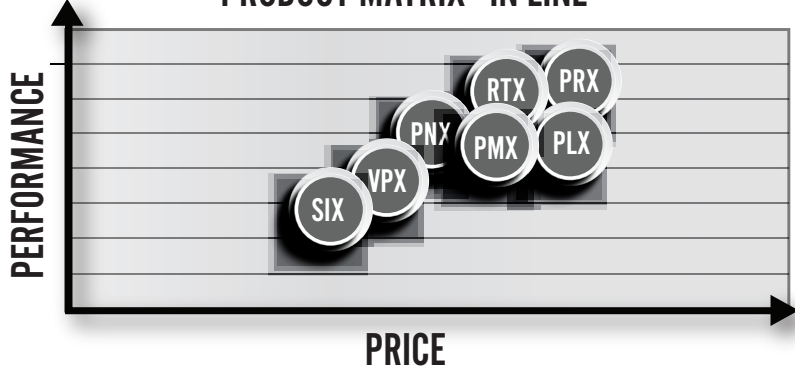 PRODUCT MATRIX - IN-LINE
PERFORMANCE
RTX
PRX
PNX
PMX
PLX
VPX
SIX
PRICE